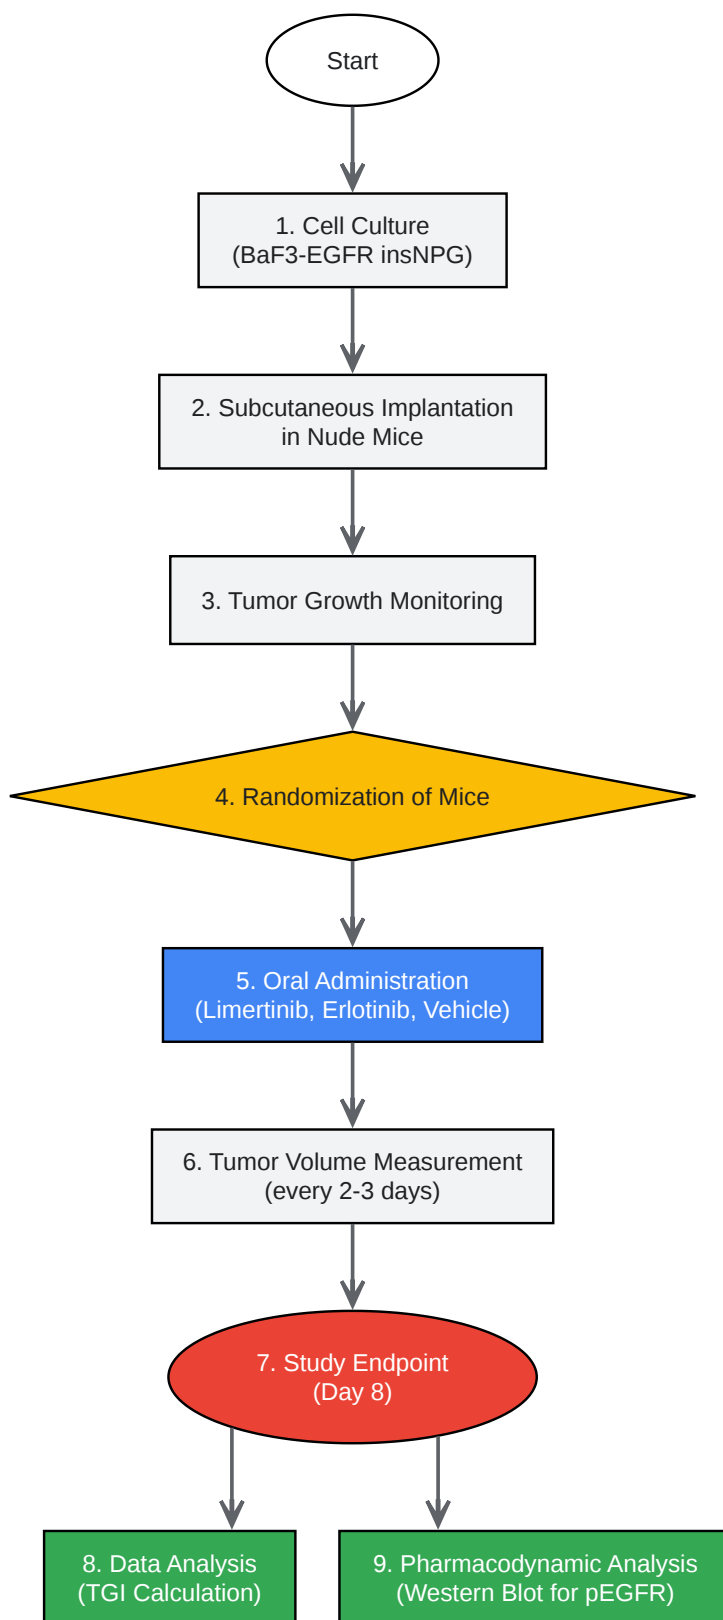 Start
1. Cell Culture
(BaF3-EGFR insNPG)
2. Subcutaneous Implantation
in Nude Mice
3. Tumor Growth Monitoring
4. Randomization of Mice
5. Oral Administration
(Limertinib, Erlotinib, Vehicle)
6. Tumor Volume Measurement
(every 2-3 days)
7. Study Endpoint
(Day 8)
8. Data Analysis
(TGI Calculation)
9. Pharmacodynamic Analysis
(Western Blot for pEGFR)